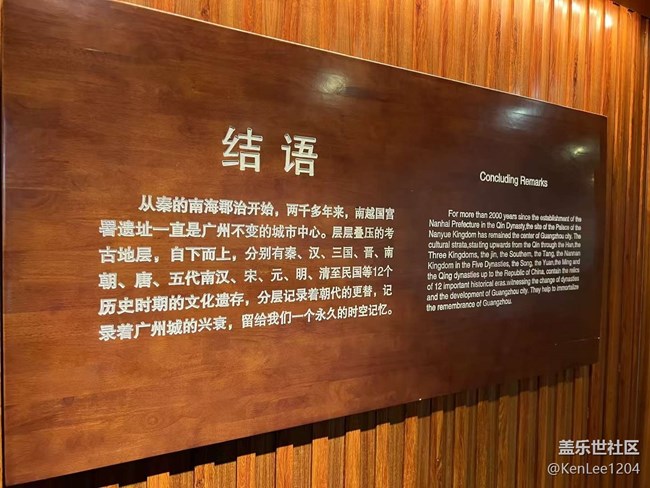 结语
从秦的南海郡治开始，两千多年来，南越国宫
署遗址一直是广州不变的城市中心。层层叠压的考
古地层，自下而上，分别有秦、汉、三国、晋、南
朝、唐、五代南汉、宋、元、明、清至民国等12个
历史时期的文化遗存，分层记录着朝代的更替，记
录着广州城的兴衰，留给我们一个永久的时空记忆。
Concluding Remarks
For more than 2000 years since the establishment of the
Nanhai Prefecture in the Qin Dynasty,the site of the Palace of the
Nanyue Kingdom has remained the center of Guangzhou city. The
cultural strata,starting upwards from the Qin through the Han,the
Three Kingdoms, the jin, the Southern, the Tang, the Nanhan
Kingdom in the Five Dynasties, the Song, the Yuan,the Ming and
the Qing dynasties up to the Republic of China, contain the relics
of 12 important historical eras.witnessing the change of dynasties
and the development of Guangzhou city. They help to immortalize
the remembrance of Guangzhou.
盖乐世社区
@KenLee1204